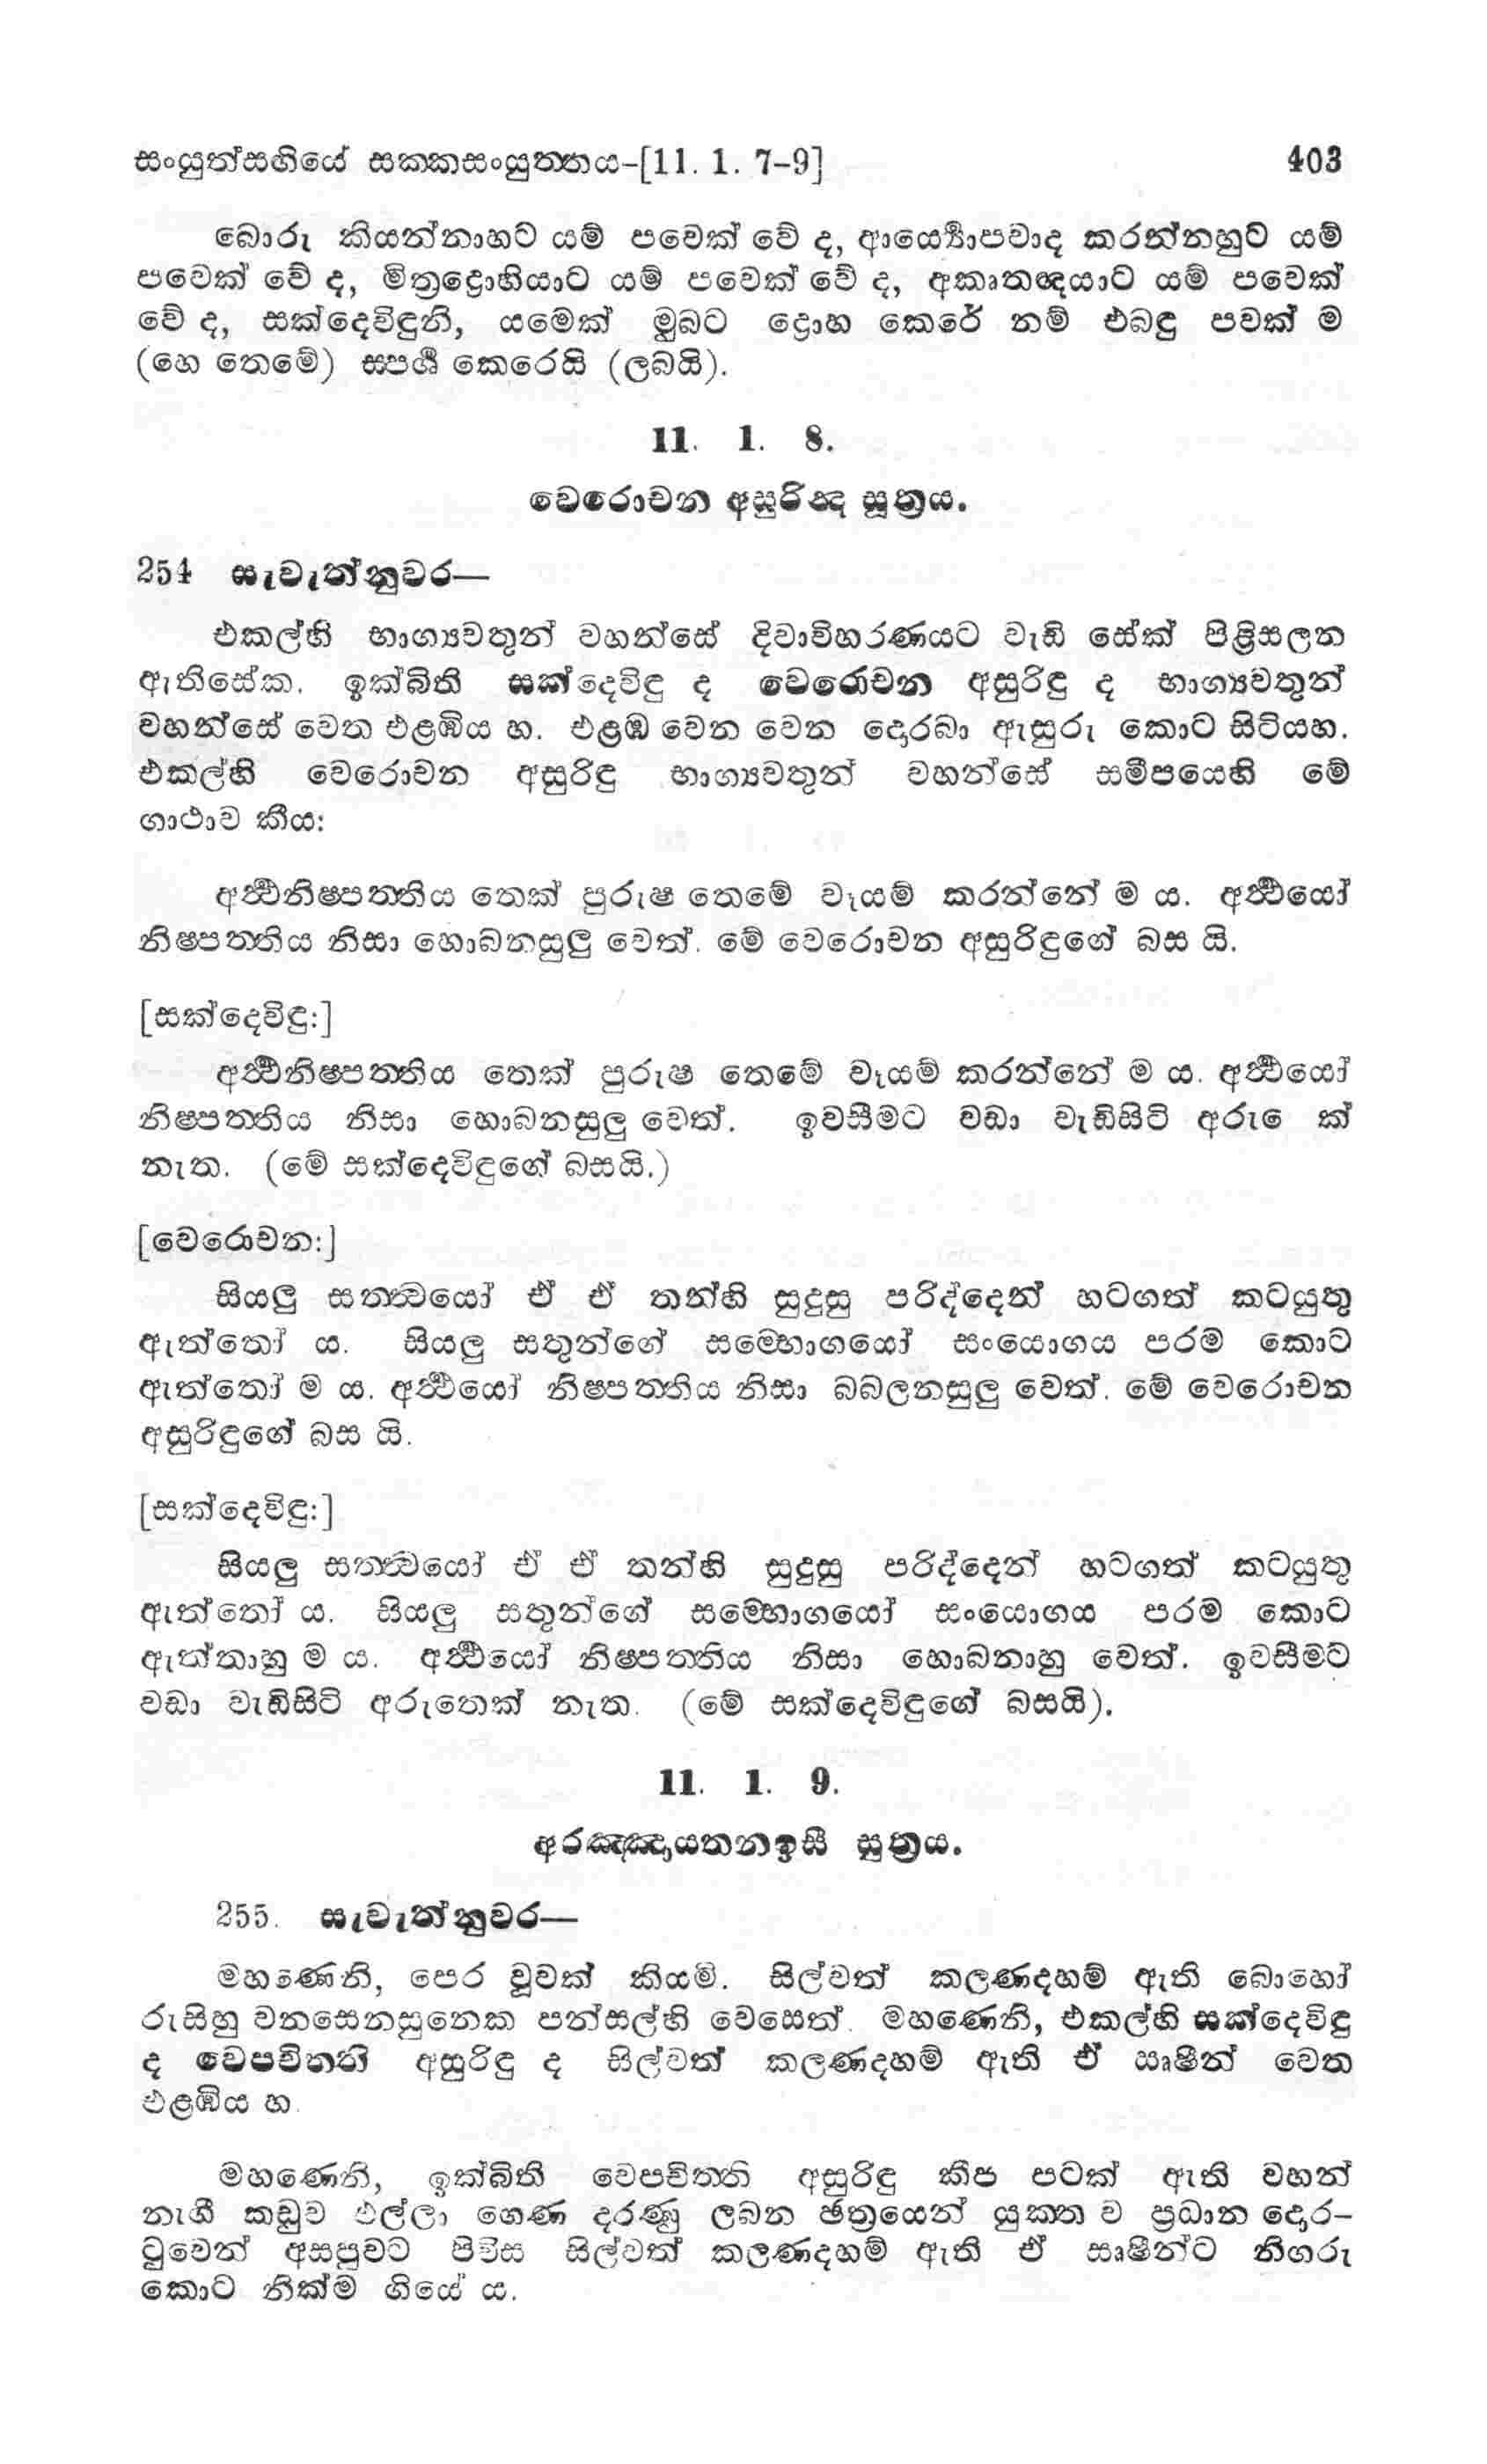 සංයුත්සඟියේ සක්කසංයුත්තය-[11. 1. 7-9] 403
බොරු කියන්නාහට යම් පවෙක් වේ ද, ආර්‍ය්‍යොපවාද කරන්නහුට යම්
පවෙක් වේ ද, මිත්‍රද්‍රොහියාට යම් පවෙක් වේ ද, අකෘතඥයාට යම් පවෙක්
වේ ද, සක්දෙවිඳුනි, යමෙක් මුබට ද්‍රොහ කෙරේ නම් එබඳු පවක් ම
(හෙ තෙමේ) ස්පර්‍ශ කෙරෙයි (ලබයි).
11. 1. 8.
වෙරොචන අසුරින්‍ද සූත්‍රය.
254 සැවැත්නුවර—
එකල්හි භාග්‍යවතුන් වහන්සේ දිවාවිහරණයට වැඩි සේක් පිළිසලන
ඇතිසේක. ඉක්බිති සක්දෙවිඳු ද වෙරොචන අසුරිඳු ද භාග්‍යවතුන්
වහන්සේ වෙත එළඹිය හ. එළඹ වෙන වෙන දෙරබා ඇසුරු කොට සිටියහ.
එකල්හි වෙරොචන අසුරිඳු භාග්‍යවතුන් වහන්සේ සමීපයෙහි මේ
ගාථාව කීය:
අර්‍ත්‍ථනිෂ්පත්තිය තෙක් පුරුෂ තෙමේ වෑයම් කරන්නේ ම ය. අර්‍ත්‍ථයෝ
නිෂ්පත්තිය නිසා හොබනසුලු වෙත්. මේ වෙරොචන අසුරිඳුගේ බස යි.
[සක්දෙවිඳු:]
අර්‍ත්‍ථනිෂ්පත්තිය තෙක් පුරුෂ තෙමේ වෑයම් කරන්නේ ම ය. අර්‍ත්‍ථයෝ
නිෂ්පත්තිය නිසා හොබනසුලු වෙත්. ඉවසීමට වඩා වැඩිසිටි
නැත. (මේ සක්දෙවිඳුගේ බසයි.)
[වෙරොචන:]
සියලු සත්ත්‍වයෝ ඒ ඒ තන්හි සුදුසු පරිද්දෙන් හටගත් කටයුතු
ඇත්තෝ ය. සියලු සතුන්ගේ සම්භොගයෝ සංයොගය පරම කොට
ඇත්තෝ ම ය. අර්‍ත්‍ථයෝ නිෂ්පත්තිය නිසා බබලනසුලු වෙත්. මේ වෙරොචන
අසුරිඳුගේ බස යි.
[සක්දෙවිඳු:]
සියලු සත්ත්‍වයෝ ඒ ඒ තන්හි සුදුසු පරිද්දෙන් හටගත් කටයුතු
ඇත්තෝ ය. සියලු සතුන්ගේ සම්භොගයෝ සංයොගය පරම කොට
ඇත්තාහු ම ය. අර්‍ත්‍ථයෝ නිෂ්පත්තිය නිසා හොබනාහු වෙත්. ඉවසීමට
වඩා වැඩිසිටි අරුතෙක් නැත. (මේ සක්දෙවිඳුගේ බසයි).
11. 1. 9.
අරඤ්ඤායතනඉසි සූත්‍රය.
255. සැවැත්නුවර—
මහණෙනි, පෙර වූවක් කියමි. සිල්වත් කලණදහම් ඇති බොහෝ
රුසිහු වනසෙනසුනෙක පන්සල්හි වෙසෙත්. මහණෙනි, එකල්හි සක්දෙවිඳු
ද වෙපචිත්ති අසුරිඳු ද සිල්වත් කලණදහම් ඇති ඒ ඍෂීන් වෙත
එළඹිය හ.
මහණෙනි, ඉක්බිති වෙපචිත්ති අසුරිඳු කීප පටක් ඇති වහන්
නැඟී කඩුව එල්ලා ගෙණ දරණු ලබන ඡත්‍රයෙන් යුක්ත ව ප්‍රධාන දොර-
ටුවෙන් අසපුවට පිවිස සිල්වත් කලණදහම් ඇති ඒ ඍෂීන්ට නිගරු
කොට නික්ම ගියේ ය.